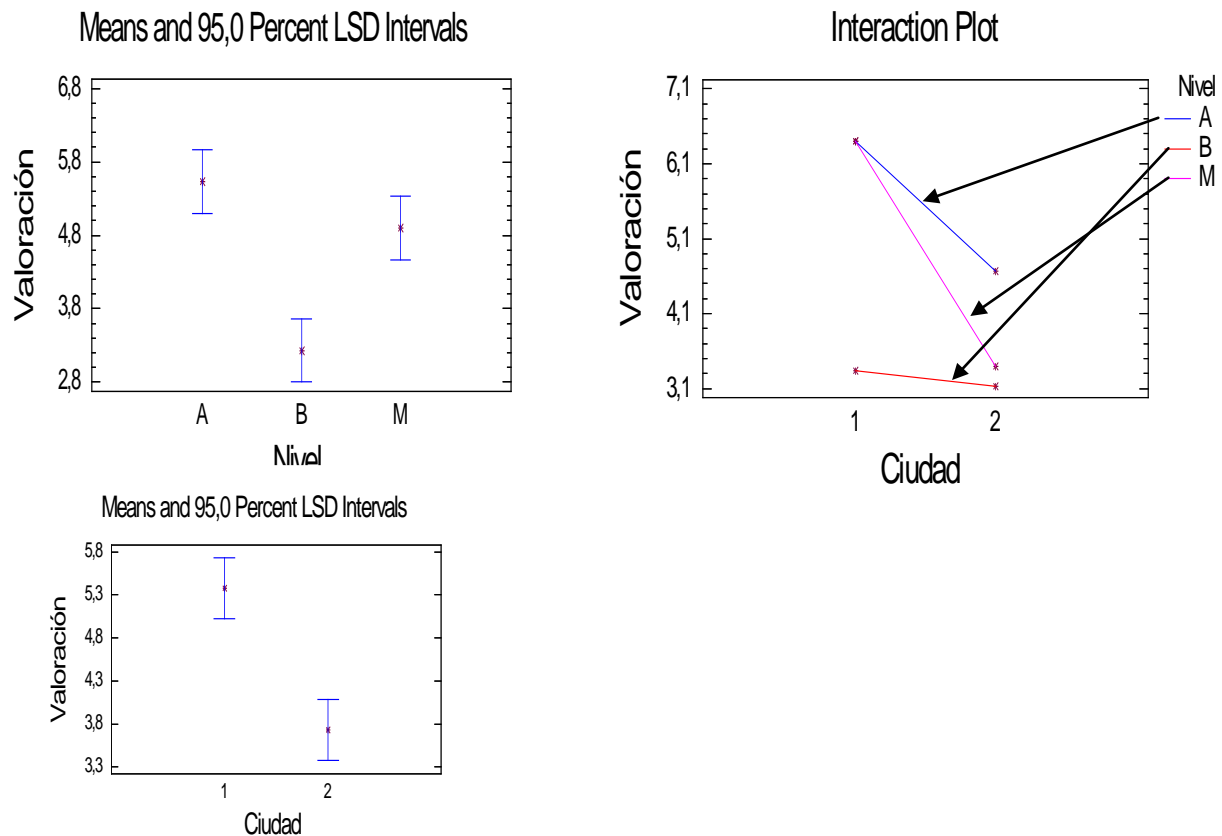 Means and 95,0 Percent LSD Intervals
6,8
5,8
4,8
3,8
2,8
Valoración
A B M
Nivel
Interaction Plot
7,1
6,1
5,1
4,1
3,1
Valoración
1 2
Ciudad
Nivel
A
B
M
Means and 95,0 Percent LSD Intervals
5,8
5,3
4,8
4,3
3,8
3,3
Valoración
1 2
Ciudad